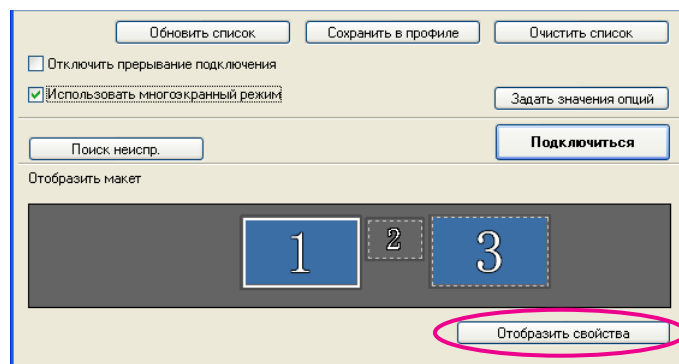 Обновить список Сохранить в профиле Очистить список
Отключить прерывание подключения
Использовать многоэкранный режим
Задать значения опций
Поиск неиспр. Подключиться
Отобразить макет
1 2 3
Отобразить свойства